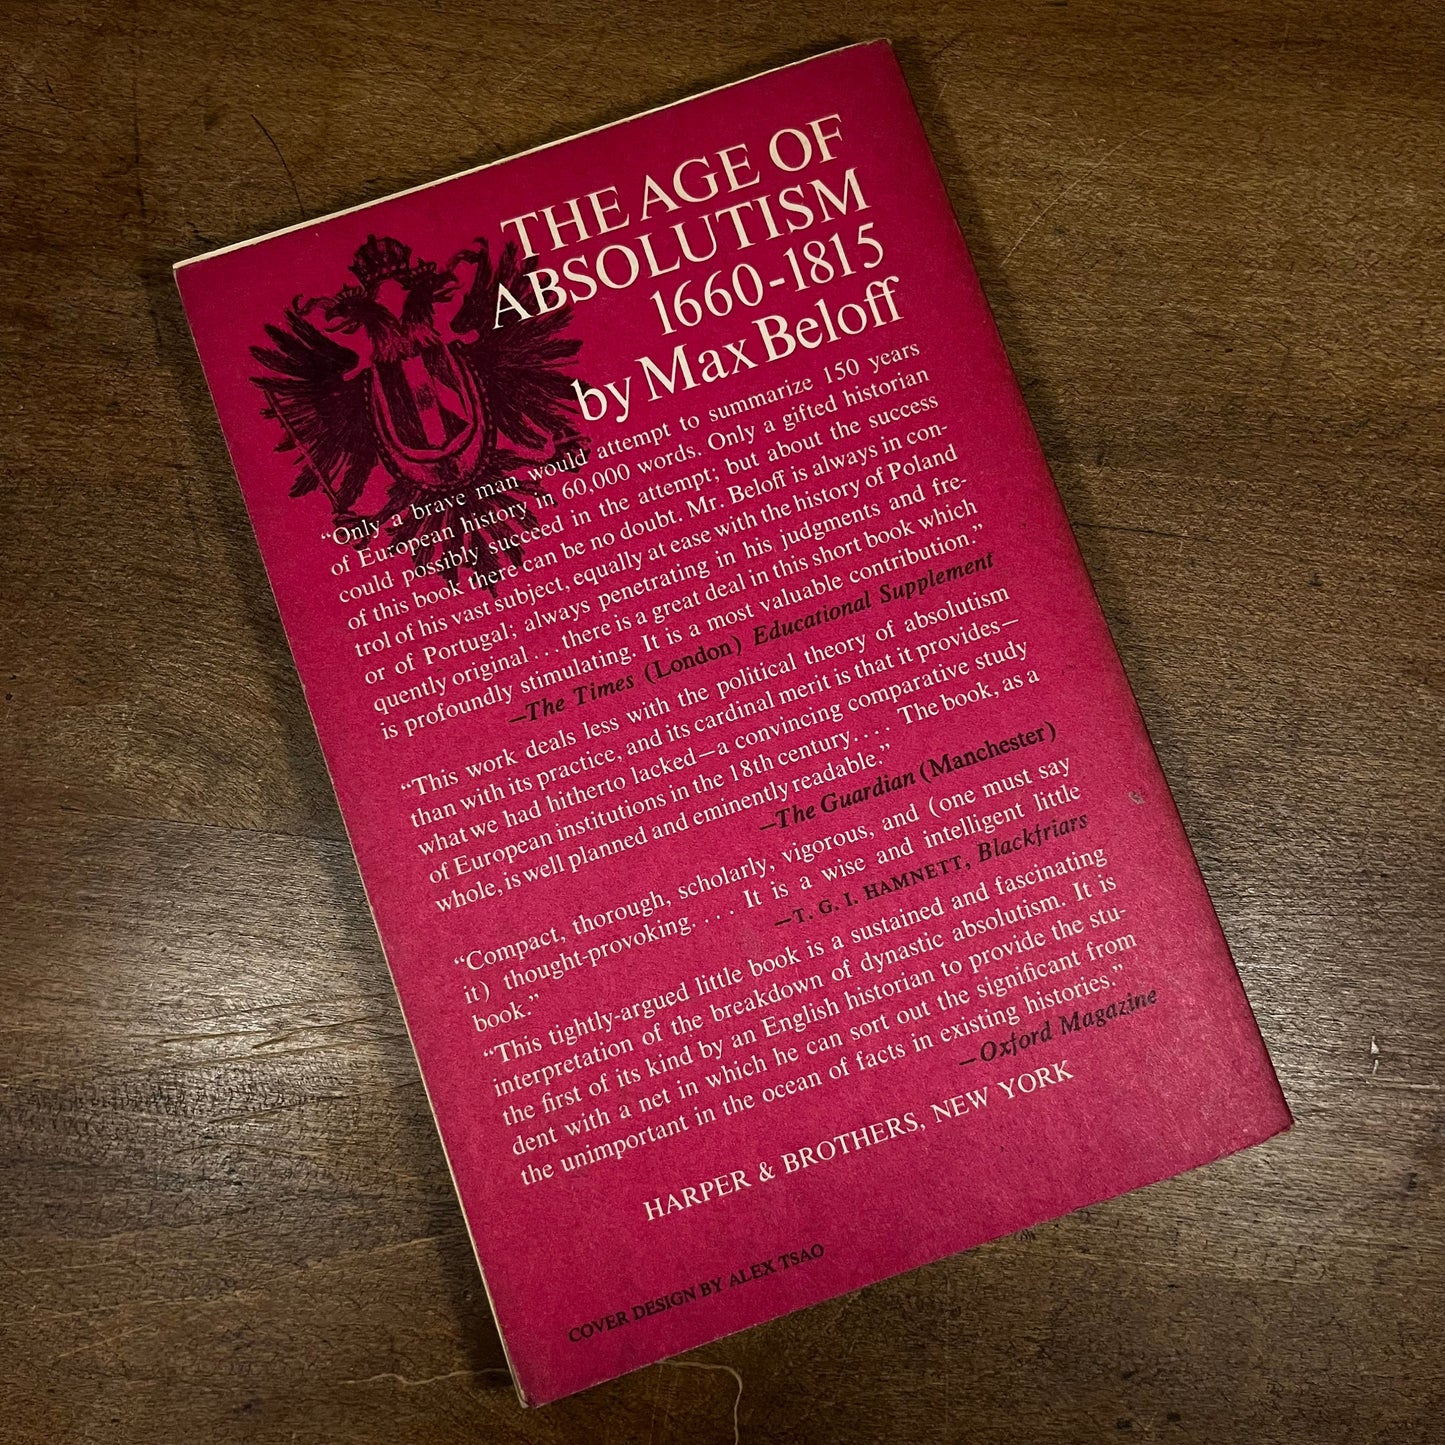 THE AGE OF
ABSOLUTISM
1660-1815
by Max Beloff
“Only a brave man would attempt to summarize 150 years
of European history in 60,000 words. Only a gifted historian
could possibly succeed in the attempt; but about the success
of this book there can be no doubt. Mr. Beloff is always in con-
trol of his vast subject, equally at ease with the history of Poland
or of Portugal; always penetrating in his judgments and fre-
quently original... there is a great deal in this short book which
is profoundly stimulating. It is a most valuable contribution.”
—The Times (London) Educational Supplement
“This work deals less with the political theory of absolutism
than with its practice, and its cardinal merit is that it provides—
what we had hitherto lacked—a convincing comparative study
of European institutions in the 18th century.... The book, as a
whole, is well planned and eminently readable.”
—The Guardian (Manchester)
“Compact, thorough, scholarly, vigorous, and (one must say
it) thought-provoking. . . . It is a wise and intelligent little
book.”
—T. G. I. HAMNETT, Blackfriars
“This tightly-argued little book is a sustained and fascinating
interpretation of the breakdown of dynastic absolutism. It is
the first of its kind by an English historian to provide the stu-
dent with a net in which he can sort out the significant from
the unimportant in the ocean of facts in existing histories.”
—Oxford Magazine
HARPER & BROTHERS, NEW YORK
COVER DESIGN BY ALEX TSAO